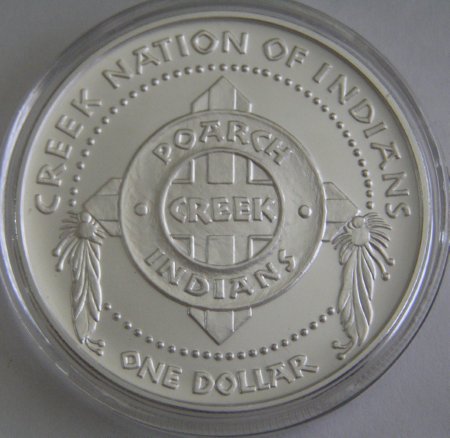 CREEK NATION OF INDIANS
POARCH
CREEK
INDIANS
ONE DOLLAR